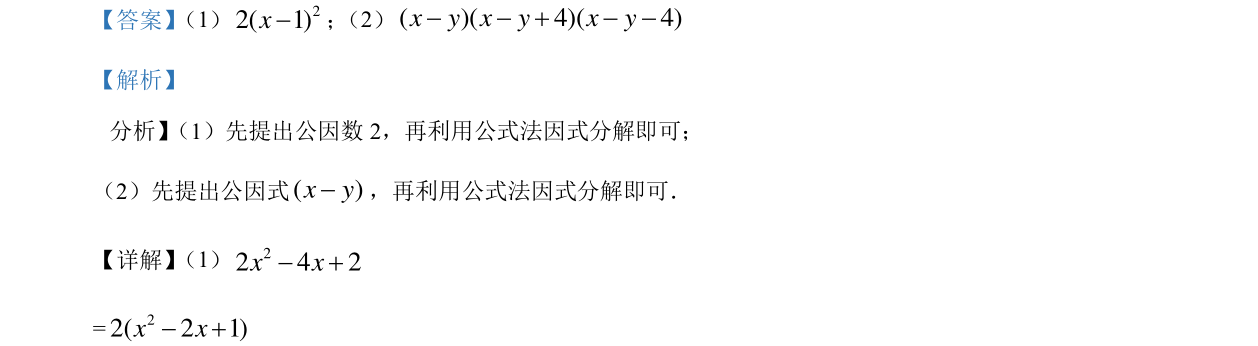 【答案】（1）2(x−1)²；（2）(x−y)(x−y+4)(x−y−4)
【解析】
分析】（1）先提出公因数 2，再利用公式法因式分解即可；
（2）先提出公因式(x−y)，再利用公式法因式分解即可．
【详解】（1）2x²−4x+2
=2(x²−2x+1)